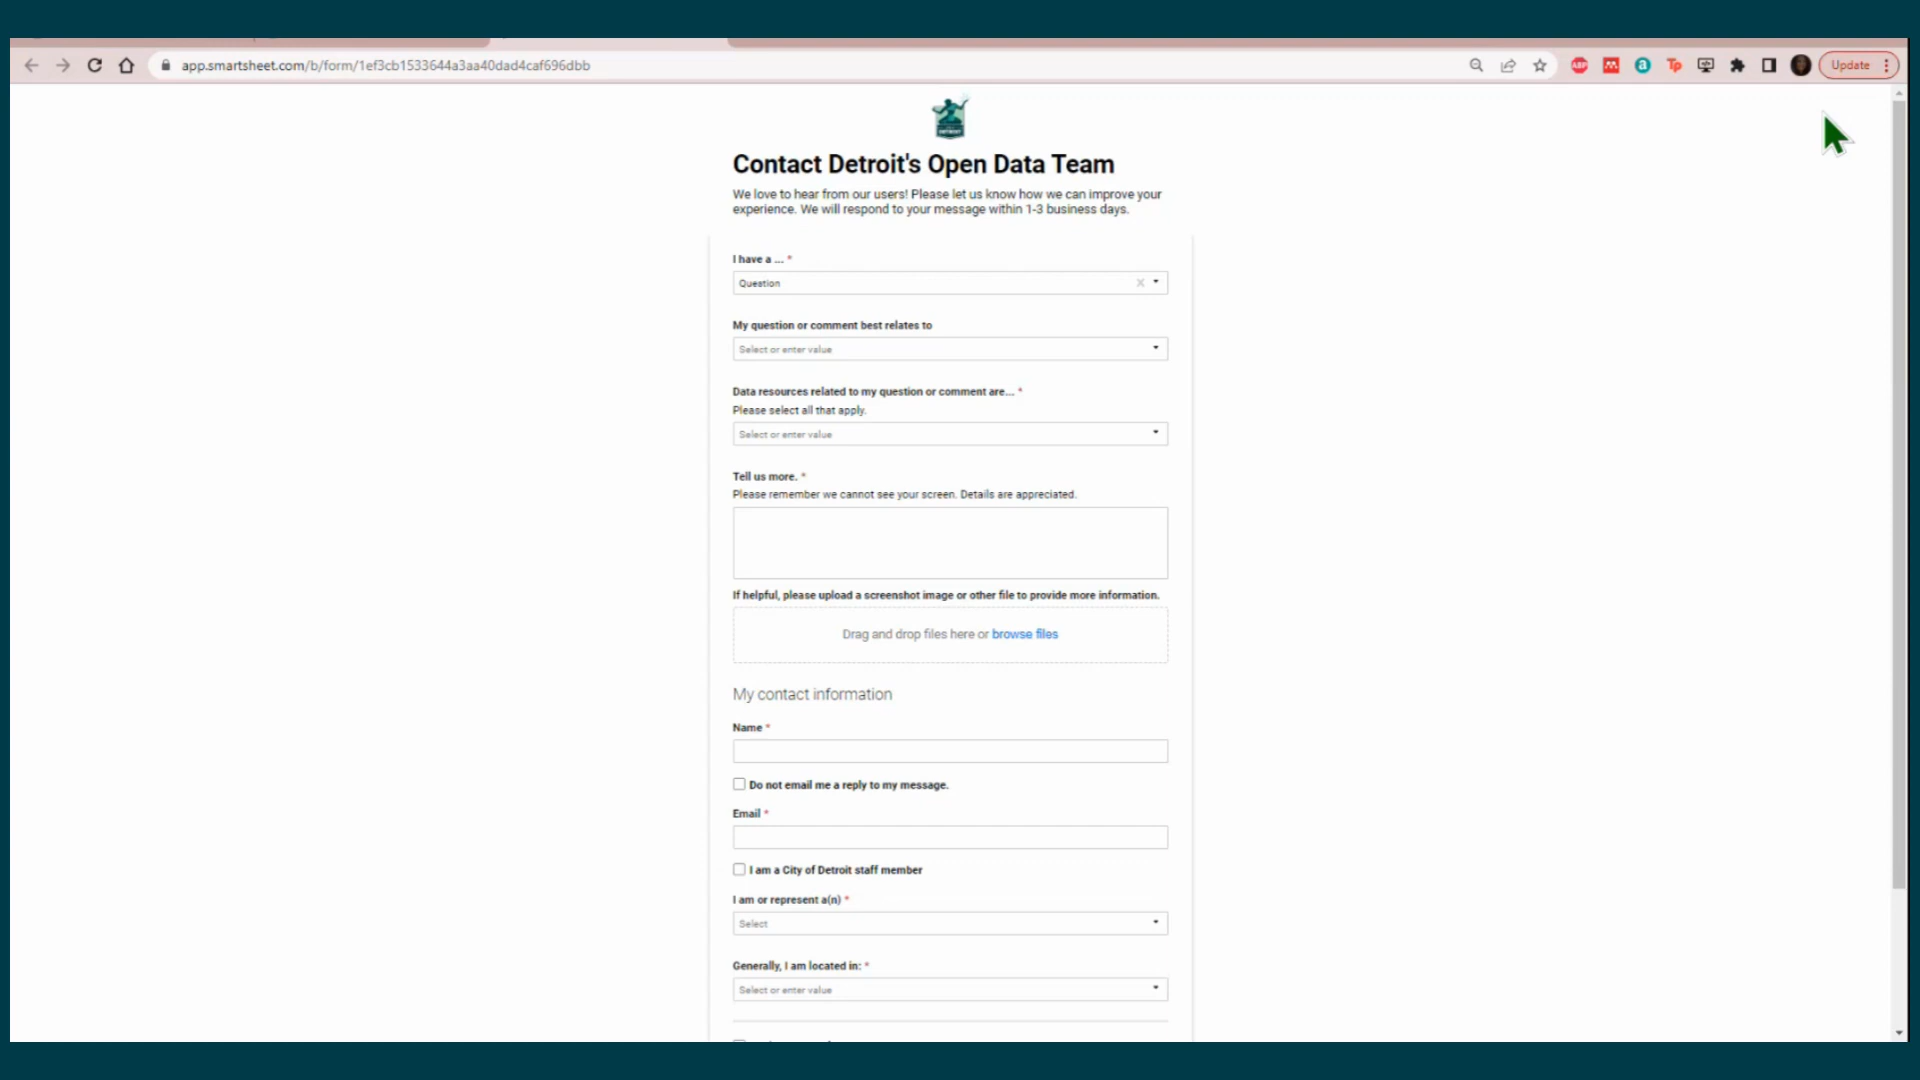 app.smartsheet.com/b/form/1ef3cb1533644a3aa40dad4caf696dbb
ABP
a
Tp
Update
DETROIT
Contact Detroit's Open Data Team
We love to hear from our users! Please let us know how we can improve your
experience. We will respond to your message within 1-3 business days.
I have a ... *
Question
My question or comment best relates to
Select or enter value
Data resources related to my question or comment are... *
Please select all that apply.
Select or enter value
Tell us more. *
Please remember we cannot see your screen. Details are appreciated.
If helpful, please upload a screenshot image or other file to provide more information.
Drag and drop files here or browse files
My contact information
Name *
Do not email me a reply to my message.
Email *
I am a City of Detroit staff member
I am or represent a(n) *
Select
Generally, I am located in: *
Select or enter value